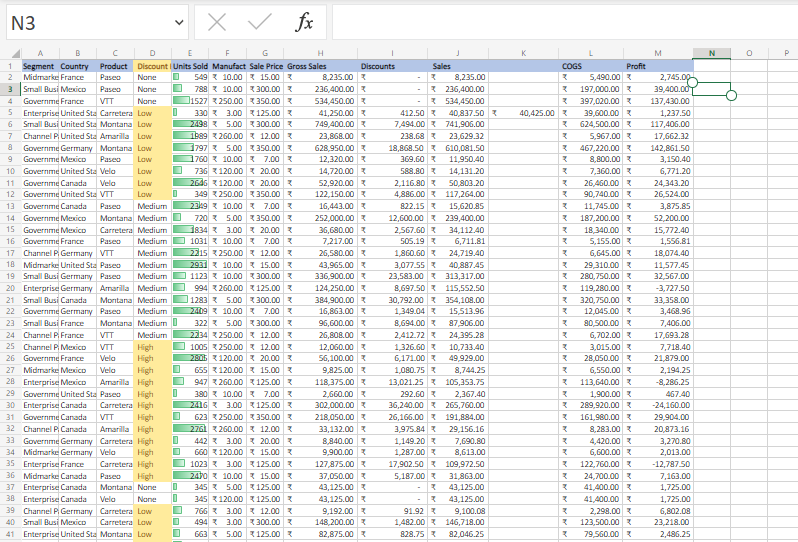 N3
fx
A B C D E F G H I J K L M N O P
1 Segment Country Product Discount Units Sold Manufact Sale Price Gross Sales Discounts Sales COGS Profit
2 Midmarke France Paseo None 549 ₹ 10.00 ₹ 15.00 ₹ 8,235.00 ₹ - ₹ 8,235.00 ₹ 5,490.00 ₹ 2,745.00
3 Small Busi Mexico Paseo None 788 ₹ 10.00 ₹ 300.00 ₹ 236,400.00 ₹ - ₹ 236,400.00 ₹ 197,000.00 ₹ 39,400.00
4 Governme France VTT None 1527 ₹ 250.00 ₹ 350.00 ₹ 534,450.00 ₹ - ₹ 534,450.00 ₹ 397,020.00 ₹ 137,430.00
5 Enterprise United Sta Carretera Low 330 ₹ 3.00 ₹ 125.00 ₹ 41,250.00 ₹ 412.50 ₹ 40,837.50 ₹ 40,425.00 ₹ 39,600.00 ₹ 1,237.50
6 Small Busi United Sta Montana Low 2498 ₹ 5.00 ₹ 300.00 ₹ 749,400.00 ₹ 7,494.00 ₹ 741,906.00 ₹ 624,500.00 ₹ 117,406.00
7 Channel P United Sta Amarilla Low 1989 ₹ 260.00 ₹ 12.00 ₹ 23,868.00 ₹ 238.68 ₹ 23,629.32 ₹ 5,967.00 ₹ 17,662.32
8 Governme Germany Montana Low 1797 ₹ 5.00 ₹ 350.00 ₹ 628,950.00 ₹ 18,868.50 ₹ 610,081.50 ₹ 467,220.00 ₹ 142,861.50
9 Governme Mexico Paseo Low 1760 ₹ 10.00 ₹ 7.00 ₹ 12,320.00 ₹ 369.60 ₹ 11,950.40 ₹ 8,800.00 ₹ 3,150.40
10 Governme United Sta Velo Low 736 ₹ 120.00 ₹ 20.00 ₹ 14,720.00 ₹ 588.80 ₹ 14,131.20 ₹ 7,360.00 ₹ 6,771.20
11 Governme Canada Velo Low 2646 ₹ 120.00 ₹ 20.00 ₹ 52,920.00 ₹ 2,116.80 ₹ 50,803.20 ₹ 26,460.00 ₹ 24,343.20
12 Governme United Sta VTT Low 349 ₹ 250.00 ₹ 350.00 ₹ 122,150.00 ₹ 4,886.00 ₹ 117,264.00 ₹ 90,740.00 ₹ 26,524.00
13 Governme Canada Paseo Medium 2349 ₹ 10.00 ₹ 7.00 ₹ 16,443.00 ₹ 822.15 ₹ 15,620.85 ₹ 11,745.00 ₹ 3,875.85
14 Governme Mexico Montana Medium 720 ₹ 5.00 ₹ 350.00 ₹ 252,000.00 ₹ 12,600.00 ₹ 239,400.00 ₹ 187,200.00 ₹ 52,200.00
15 Governme Mexico Carretera Medium 1834 ₹ 3.00 ₹ 20.00 ₹ 36,680.00 ₹ 2,567.60 ₹ 34,112.40 ₹ 18,340.00 ₹ 15,772.40
16 Governme France Paseo Medium 1031 ₹ 10.00 ₹ 7.00 ₹ 7,217.00 ₹ 505.19 ₹ 6,711.81 ₹ 5,155.00 ₹ 1,556.81
17 Channel P Germany VTT Medium 2215 ₹ 250.00 ₹ 12.00 ₹ 26,580.00 ₹ 1,860.60 ₹ 24,719.40 ₹ 6,645.00 ₹ 18,074.40
18 Midmarke United Sta Paseo Medium 2931 ₹ 10.00 ₹ 15.00 ₹ 43,965.00 ₹ 3,077.55 ₹ 40,887.45 ₹ 29,310.00 ₹ 11,577.45
19 Small Busi Germany Paseo Medium 1123 ₹ 10.00 ₹ 300.00 ₹ 336,900.00 ₹ 23,583.00 ₹ 313,317.00 ₹ 280,750.00 ₹ 32,567.00
20 Enterprise Germany Amarilla Medium 994 ₹ 260.00 ₹ 125.00 ₹ 124,250.00 ₹ 8,697.50 ₹ 115,552.50 ₹ 119,280.00 ₹ -3,727.50
21 Small Busi Canada Montana Medium 1283 ₹ 5.00 ₹ 300.00 ₹ 384,900.00 ₹ 30,792.00 ₹ 354,108.00 ₹ 320,750.00 ₹ 33,358.00
22 Governme Germany Paseo Medium 2409 ₹ 10.00 ₹ 7.00 ₹ 16,863.00 ₹ 1,349.04 ₹ 15,513.96 ₹ 12,045.00 ₹ 3,468.96
23 Small Busi France Montana Medium 322 ₹ 5.00 ₹ 300.00 ₹ 96,600.00 ₹ 8,694.00 ₹ 87,906.00 ₹ 80,500.00 ₹ 7,406.00
24 Channel P France VTT Medium 2234 ₹ 250.00 ₹ 12.00 ₹ 26,808.00 ₹ 2,412.72 ₹ 24,395.28 ₹ 6,702.00 ₹ 17,693.28
25 Channel P Mexico VTT High 1005 ₹ 250.00 ₹ 12.00 ₹ 12,060.00 ₹ 1,326.60 ₹ 10,733.40 ₹ 3,015.00 ₹ 7,718.40
26 Governme France Velo High 2805 ₹ 120.00 ₹ 20.00 ₹ 56,100.00 ₹ 6,171.00 ₹ 49,929.00 ₹ 28,050.00 ₹ 21,879.00
27 Midmarke Mexico Velo High 655 ₹ 120.00 ₹ 15.00 ₹ 9,825.00 ₹ 1,080.75 ₹ 8,744.25 ₹ 6,550.00 ₹ 2,194.25
28 Enterprise Mexico Amarilla High 947 ₹ 260.00 ₹ 125.00 ₹ 118,375.00 ₹ 13,021.25 ₹ 105,353.75 ₹ 113,640.00 ₹ -8,286.25
29 Governme United Sta Paseo High 380 ₹ 10.00 ₹ 7.00 ₹ 2,660.00 ₹ 292.60 ₹ 2,367.40 ₹ 1,900.00 ₹ 467.40
30 Enterprise Canada Carretera High 2416 ₹ 3.00 ₹ 125.00 ₹ 302,000.00 ₹ 36,240.00 ₹ 265,760.00 ₹ 289,920.00 ₹ -24,160.00
31 Governme Canada VTT High 623 ₹ 250.00 ₹ 350.00 ₹ 218,050.00 ₹ 26,166.00 ₹ 191,884.00 ₹ 161,980.00 ₹ 29,904.00
32 Channel P Canada Amarilla High 2761 ₹ 260.00 ₹ 12.00 ₹ 33,132.00 ₹ 3,975.84 ₹ 29,156.16 ₹ 8,283.00 ₹ 20,873.16
33 Governme Germany Carretera High 442 ₹ 3.00 ₹ 20.00 ₹ 8,840.00 ₹ 1,149.20 ₹ 7,690.80 ₹ 4,420.00 ₹ 3,270.80
34 Midmarke Germany Velo High 660 ₹ 120.00 ₹ 15.00 ₹ 9,900.00 ₹ 1,287.00 ₹ 8,613.00 ₹ 6,600.00 ₹ 2,013.00
35 Enterprise France Carretera High 1023 ₹ 3.00 ₹ 125.00 ₹ 127,875.00 ₹ 17,902.50 ₹ 109,972.50 ₹ 122,760.00 ₹ -12,787.50
36 Midmarke Canada Paseo High 2470 ₹ 10.00 ₹ 15.00 ₹ 37,050.00 ₹ 5,187.00 ₹ 31,863.00 ₹ 24,700.00 ₹ 7,163.00
37 Enterprise Canada Montana None 345 ₹ 5.00 ₹ 125.00 ₹ 43,125.00 ₹ - ₹ 43,125.00 ₹ 41,400.00 ₹ 1,725.00
38 Enterprise Canada Velo None 345 ₹ 120.00 ₹ 125.00 ₹ 43,125.00 ₹ - ₹ 43,125.00 ₹ 41,400.00 ₹ 1,725.00
39 Channel P Germany Carretera Low 766 ₹ 3.00 ₹ 12.00 ₹ 9,192.00 ₹ 91.92 ₹ 9,100.08 ₹ 2,298.00 ₹ 6,802.08
40 Small Busi Mexico Carretera Low 494 ₹ 3.00 ₹ 300.00 ₹ 148,200.00 ₹ 1,482.00 ₹ 146,718.00 ₹ 123,500.00 ₹ 23,218.00
41 Enterprise United Sta Montana Low 663 ₹ 5.00 ₹ 125.00 ₹ 82,875.00 ₹ 828.75 ₹ 82,046.25 ₹ 79,560.00 ₹ 2,486.25